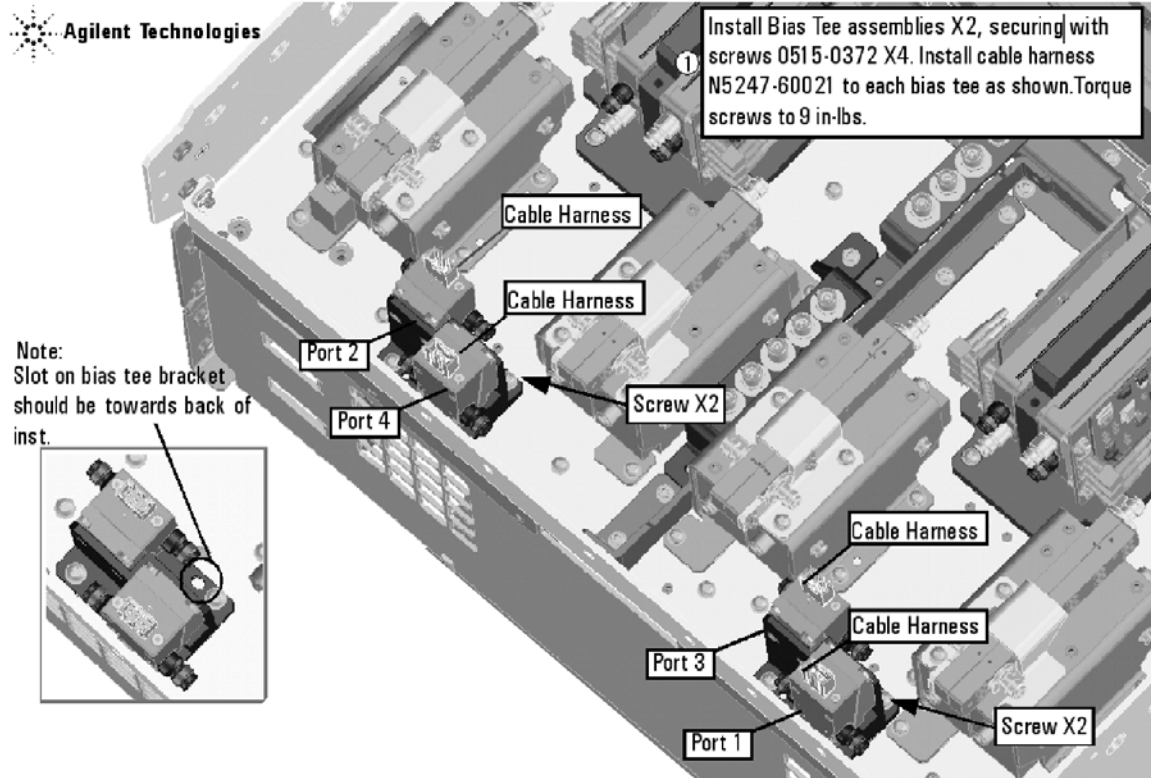 Agilent Technologies
1
Install Bias Tee assemblies X2, securing with
screws 0515-0372 X4. Install cable harness
N5247-60021 to each bias tee as shown.Torque
screws to 9 in-lbs.
Cable Harness
Cable Harness
Port 2
Port 4
Screw X2
Note:
Slot on bias tee bracket
should be towards back of
inst.
Cable Harness
Cable Harness
Port 3
Port 1
Screw X2